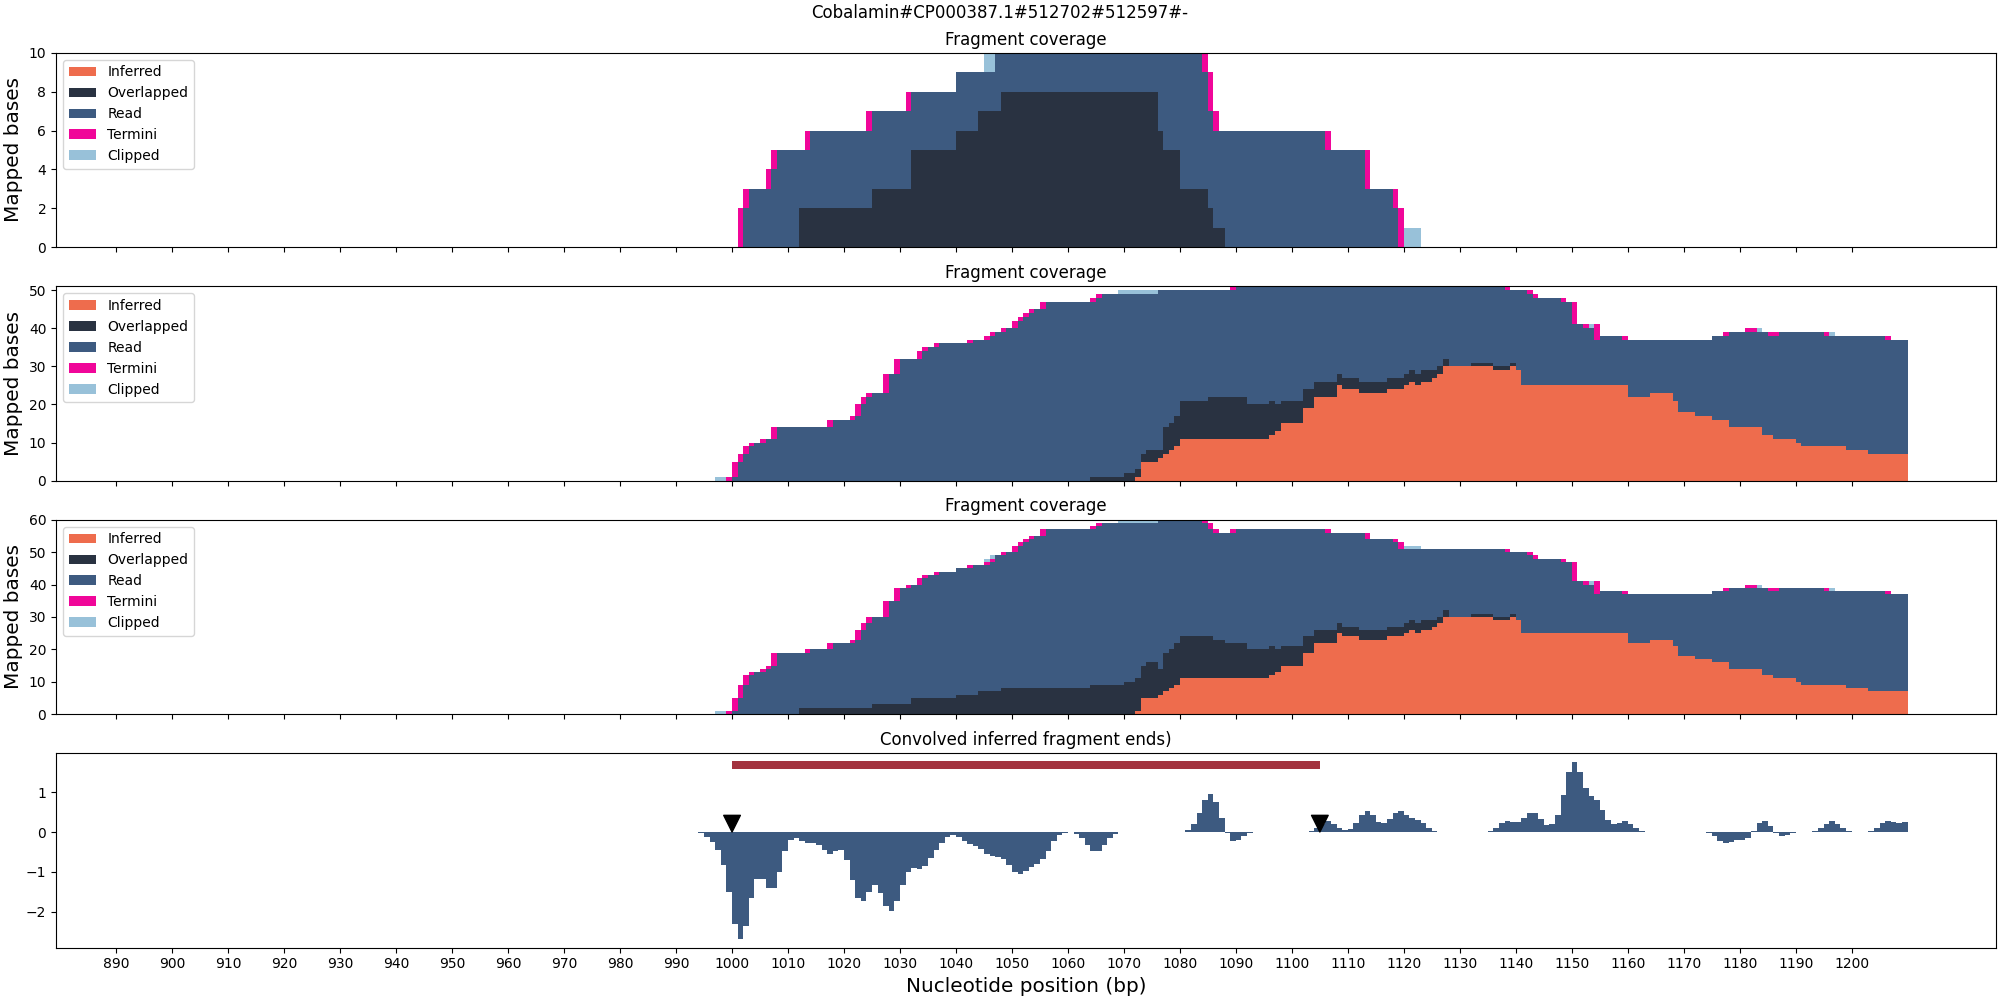 Cobalamin#CP000387.1#512702#512597#-
Fragment coverage
Mapped bases
10
8
6
4
2
0
Inferred
Overlapped
Read
Termini
Clipped
Fragment coverage
Mapped bases
50
40
30
20
10
0
Inferred
Overlapped
Read
Termini
Clipped
Fragment coverage
Mapped bases
60
50
40
30
20
10
0
Inferred
Overlapped
Read
Termini
Clipped
Convolved inferred fragment ends)
1
0
−1
−2
890 900 910 920 930 940 950 960 970 980 990 1000 1010 1020 1030 1040 1050 1060 1070 1080 1090 1100 1110 1120 1130 1140 1150 1160 1170 1180 1190 1200
Nucleotide position (bp)